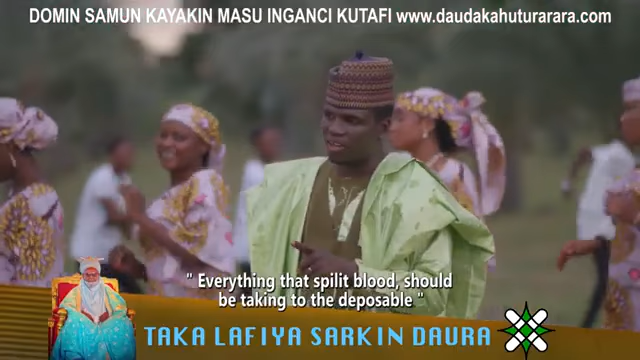 DOMIN SAMUN KAYAKIN MASU INGANCI KUTAFI www.daudakahuturarara.com
" Everything that spilit blood, should
be taking to the deposable "
TAKA LAFIYA SARKIN DAURA